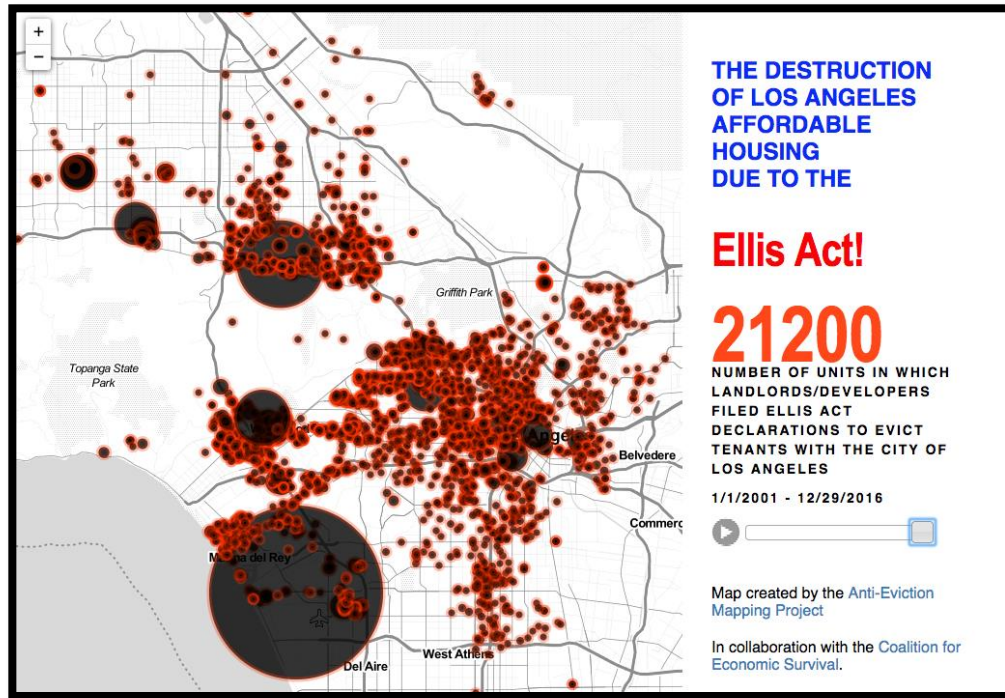 +
−
Griffith Park
Topanga State
Park
Belvedere
Commerc
del Rey
West Athens
Del Aire
THE DESTRUCTION
OF LOS ANGELES
AFFORDABLE
HOUSING
DUE TO THE
Ellis Act!
21200
NUMBER OF UNITS IN WHICH
LANDLORDS/DEVELOPERS
FILED ELLIS ACT
DECLARATIONS TO EVICT
TENANTS WITH THE CITY OF
LOS ANGELES
1/1/2001 - 12/29/2016
Map created by the Anti-Eviction
Mapping Project
In collaboration with the Coalition for
Economic Survival.